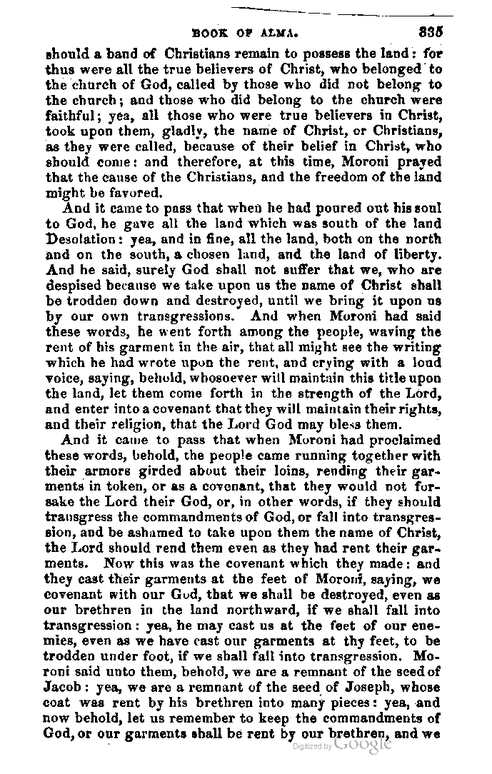 BOOK OF ALMA. 335
should a band of Christians remain to possess the land: for
thus were all the true believers of Christ, who belonged to
the church of God, called by those who did not belong to
the church; and those who did belong to the church were
faithful; yea, all those who were true believers in Christ,
took upon them, gladly, the name of Christ, or Christians,
as they were called, because of their belief in Christ, who
should come: and therefore, at this time, Moroni prayed
that the cause of the Christians, and the freedom of the land
might be favored.
And it came to pass that when he had poured out his soul
to God, he gave all the land which was south of the land
Desolation: yea, and in fine, all the land, both on the north
and on the south, a chosen land, and the land of liberty.
And he said, surely God shall not suffer that we, who are
despised because we take upon us the name of Christ shall
be trodden down and destroyed, until we bring it upon us
by our own transgressions. And when Moroni had said
these words, he went forth among the people, waving the
rent of his garment in the air, that all might see the writing
which he had wrote upon the rent, and crying with a loud
voice, saying, behold, whosoever will maintain this title upon
the land, let them come forth in the strength of the Lord,
and enter into a covenant that they will maintain their rights,
and their religion, that the Lord God may bless them.
And it came to pass that when Moroni had proclaimed
these words, behold, the people came running together with
their armors girded about their loins, rending their gar-
ments in token, or as a covenant, that they would not for-
sake the Lord their God, or, in other words, if they should
transgress the commandments of God, or fall into transgres-
sion, and be ashamed to take upon them the name of Christ,
the Lord should rend them even as they had rent their gar-
ments. Now this was the covenant which they made: and
they cast their garments at the feet of Moroni, saying, we
covenant with our God, that we shall be destroyed, even as
our brethren in the land northward, if we shall fall into
transgression: yea, he may cast us at the feet of our ene-
mies, even as we have cast our garments at thy feet, to be
trodden under foot, if we shall fall into transgression. Mo-
roni said unto them, behold, we are a remnant of the seed of
Jacob: yea, we are a remnant of the seed of Joseph, whose
coat was rent by his brethren into many pieces: yea, and
now behold, let us remember to keep the commandments of
God, or our garments shall be rent by our brethren, and we
Digitized by Google